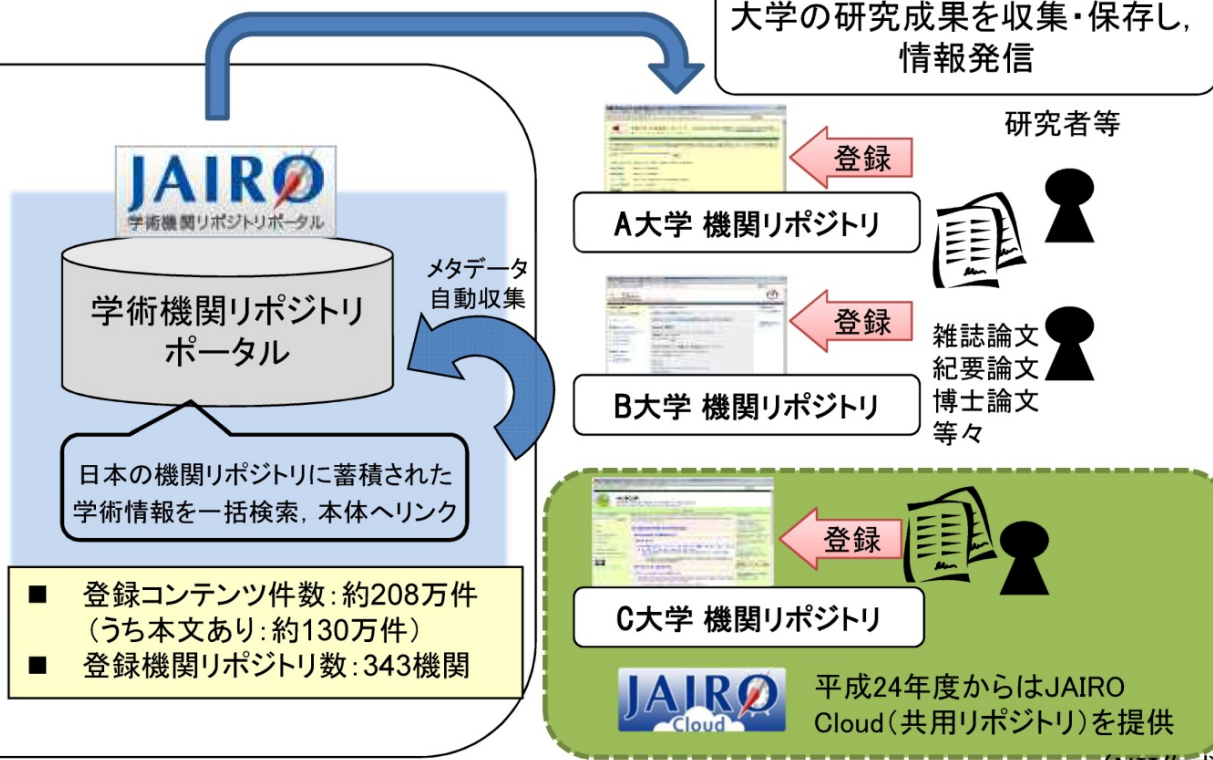 大学の研究成果を収集・保存し,
情報発信
研究者等
JAIRO
学術機関リポジトリポータル
学術機関リポジトリ
ポータル
メタデータ
自動収集
日本の機関リポジトリに蓄積された
学術情報を一括検索, 本体へリンク
■ 登録コンテンツ件数:約208万件
(うち本文あり:約130万件)
■ 登録機関リポジトリ数:343機関
登録
A大学 機関リポジトリ
登録
B大学 機関リポジトリ
雑誌論文
紀要論文
博士論文
等々
登録
C大学 機関リポジトリ
JAIRO
Cloud
平成24年度からはJAIRO
Cloud(共用リポジトリ)を提供